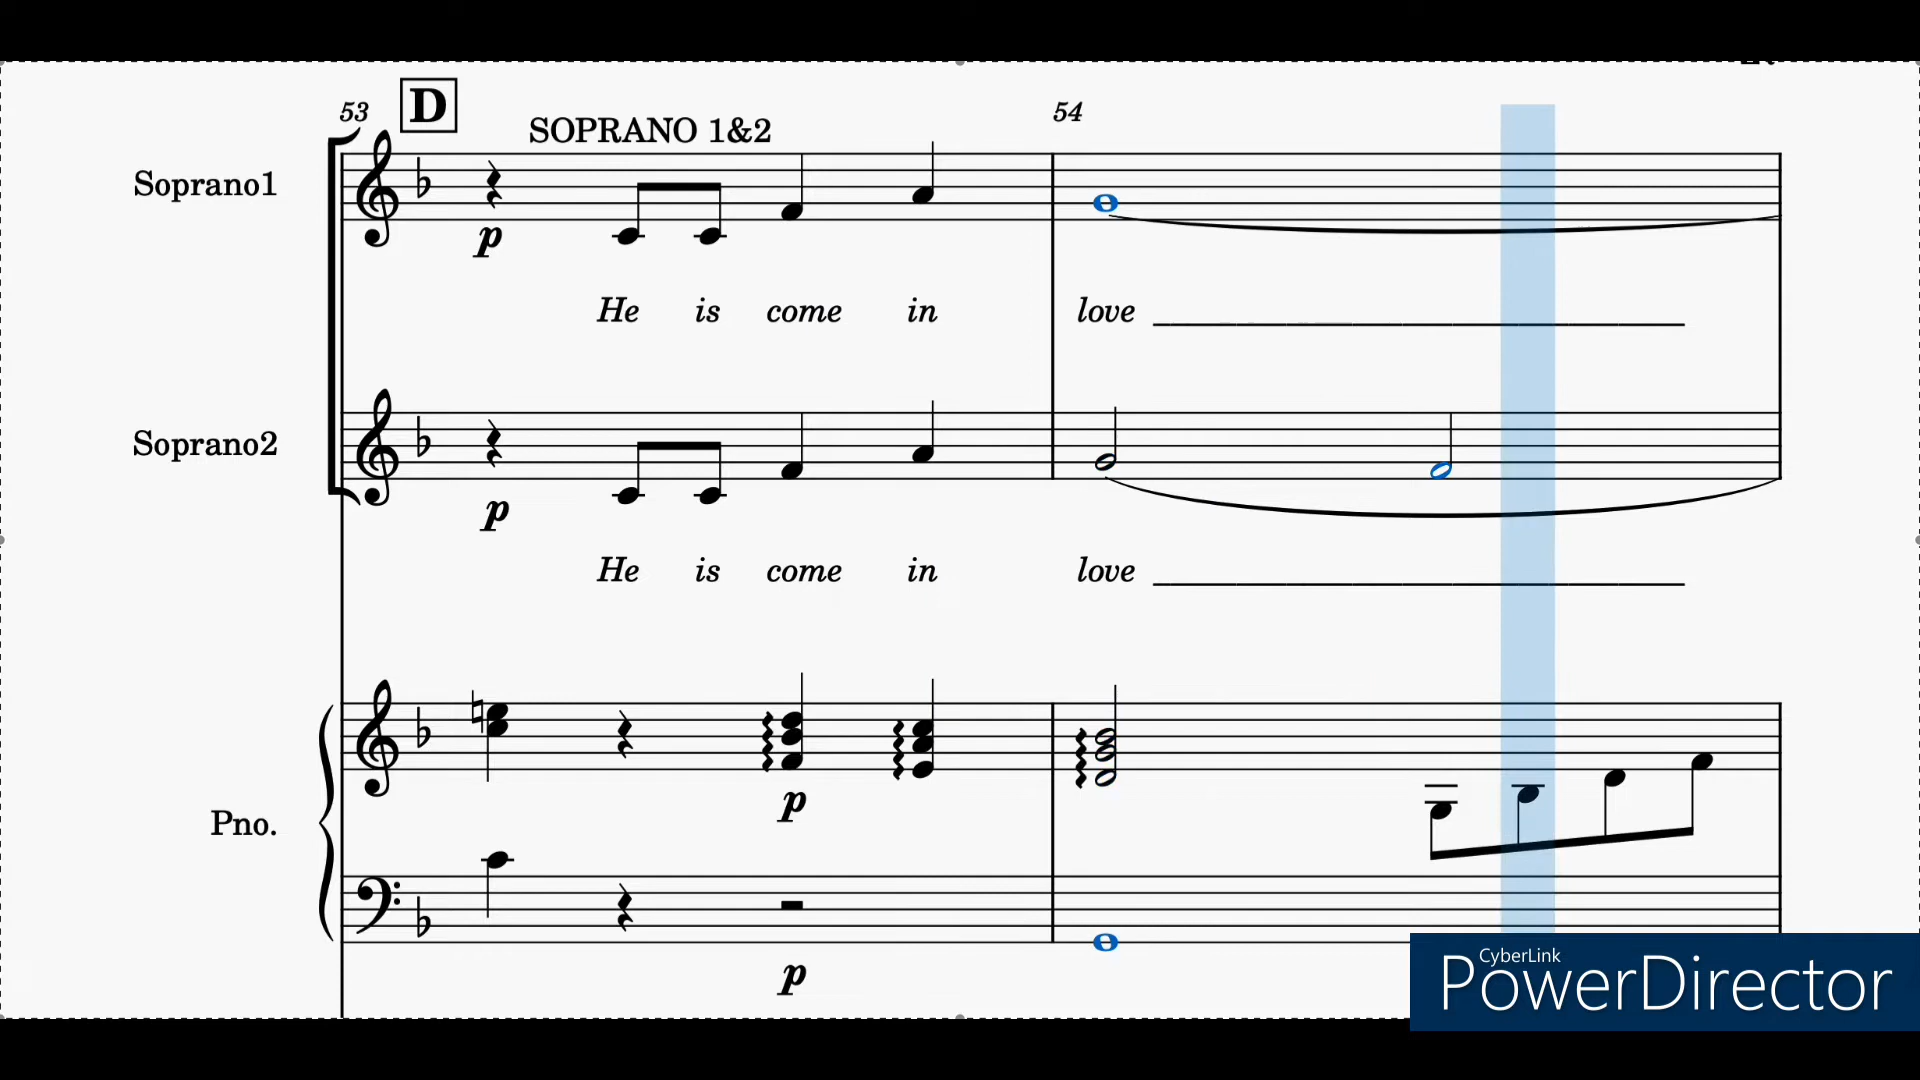 53 D 54
SOPRANO 1&2
Soprano1
p
He is come in love
Soprano2
p
He is come in love
p
Pno.
p
CyberLink
PowerDirector